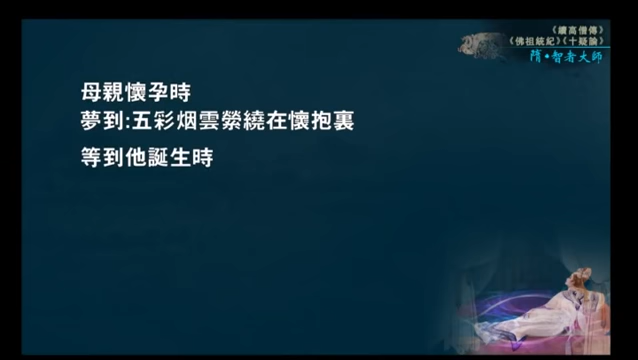 《續高僧傳》
《佛祖統紀》《十疑論》
隋•智者大師
母親懷孕時
夢到:五彩烟雲縈繞在懷抱裏
等到他誕生時